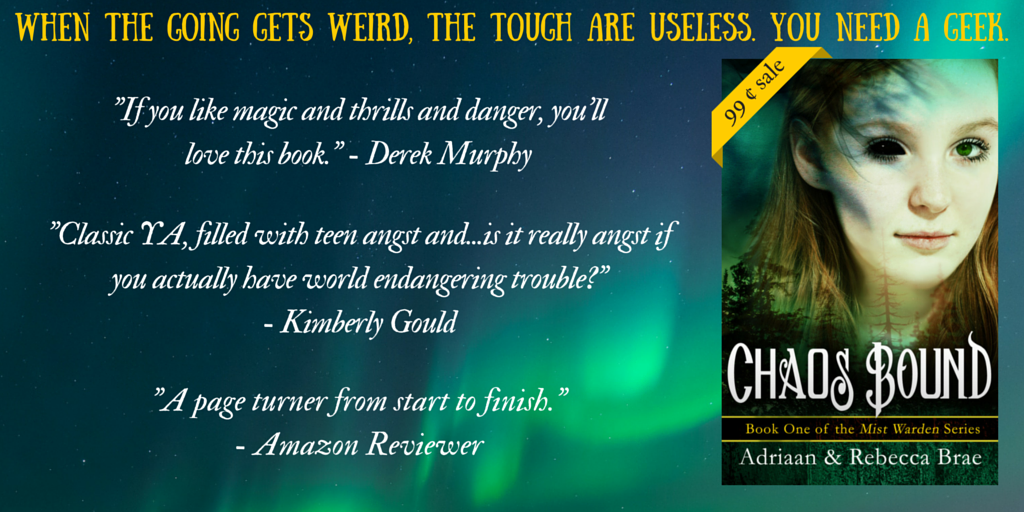 WHEN THE GOING GETS WEIRD, THE TOUGH ARE USELESS. YOU NEED A GEEK.
"If you like magic and thrills and danger, you'll
love this book." - Derek Murphy
"Classic YA, filled with teen angst and...is it really angst if
you actually have world endangering trouble?"
- Kimberly Gould
"A page turner from start to finish."
- Amazon Reviewer
99 ¢ sale
CHAOS BOUND
Book One of the Mist Warden Series
Adriaan & Rebecca Brae